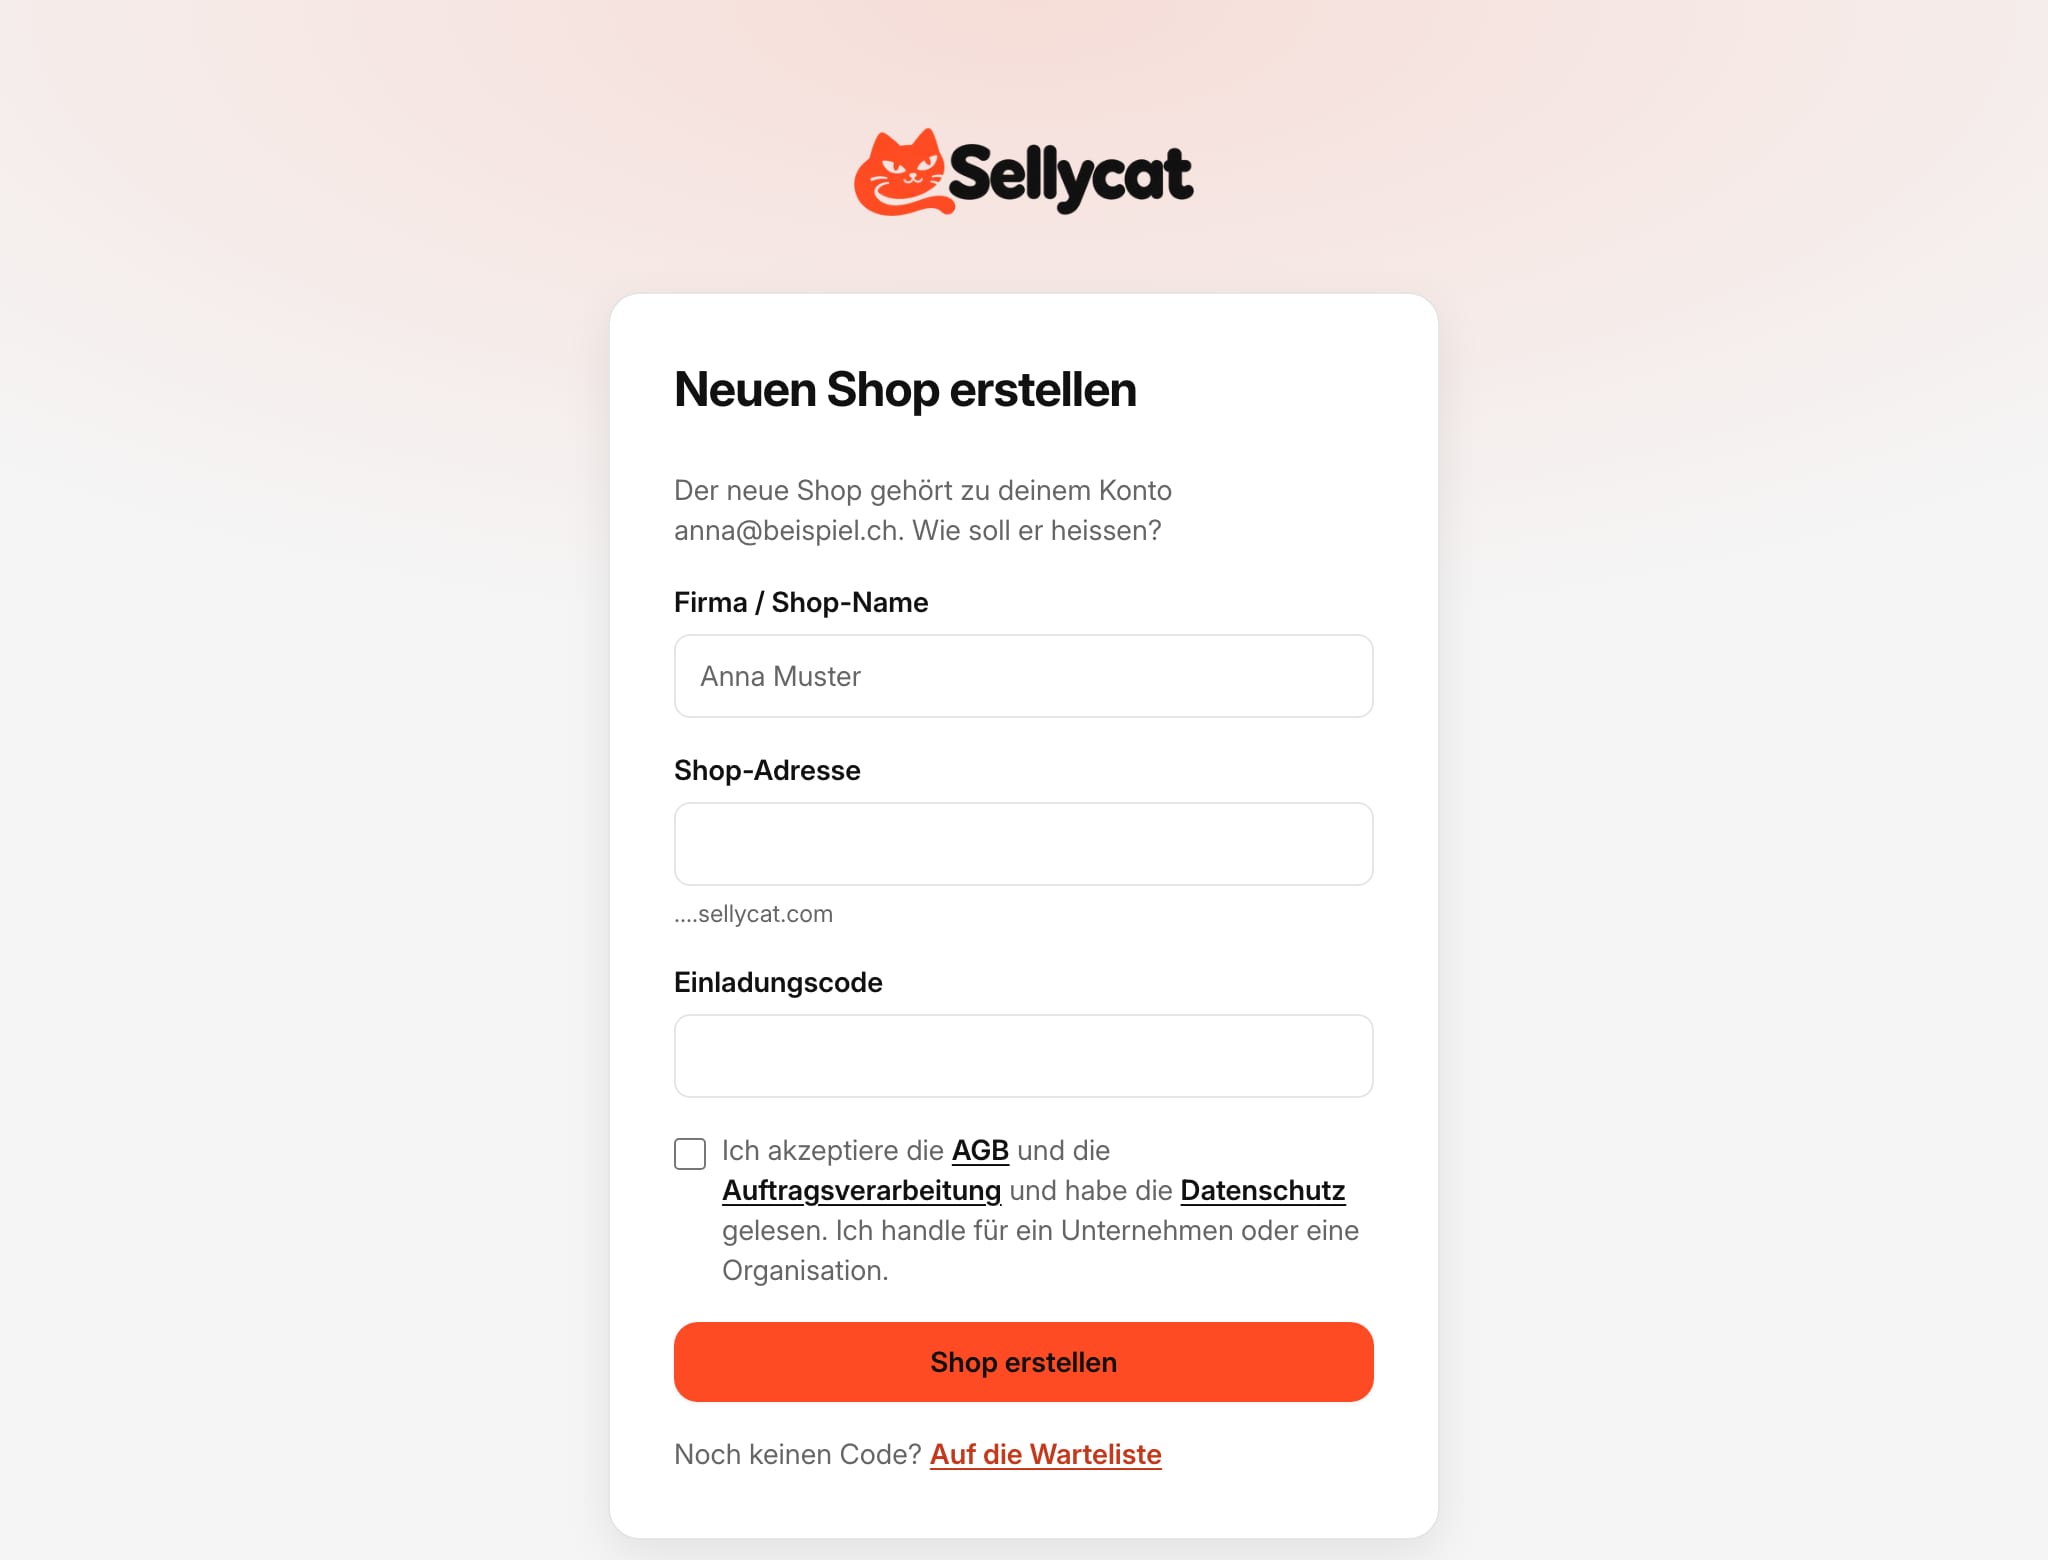 Sellycat
Neuen Shop erstellen
Der neue Shop gehört zu deinem Konto
anna@beispiel.ch. Wie soll er heissen?
Firma / Shop-Name
Anna Muster
Shop-Adresse
....sellycat.com
Einladungscode
Ich akzeptiere die AGB und die
Auftragsverarbeitung und habe die Datenschutz
gelesen. Ich handle für ein Unternehmen oder eine
Organisation.
Shop erstellen
Noch keinen Code? Auf die Warteliste